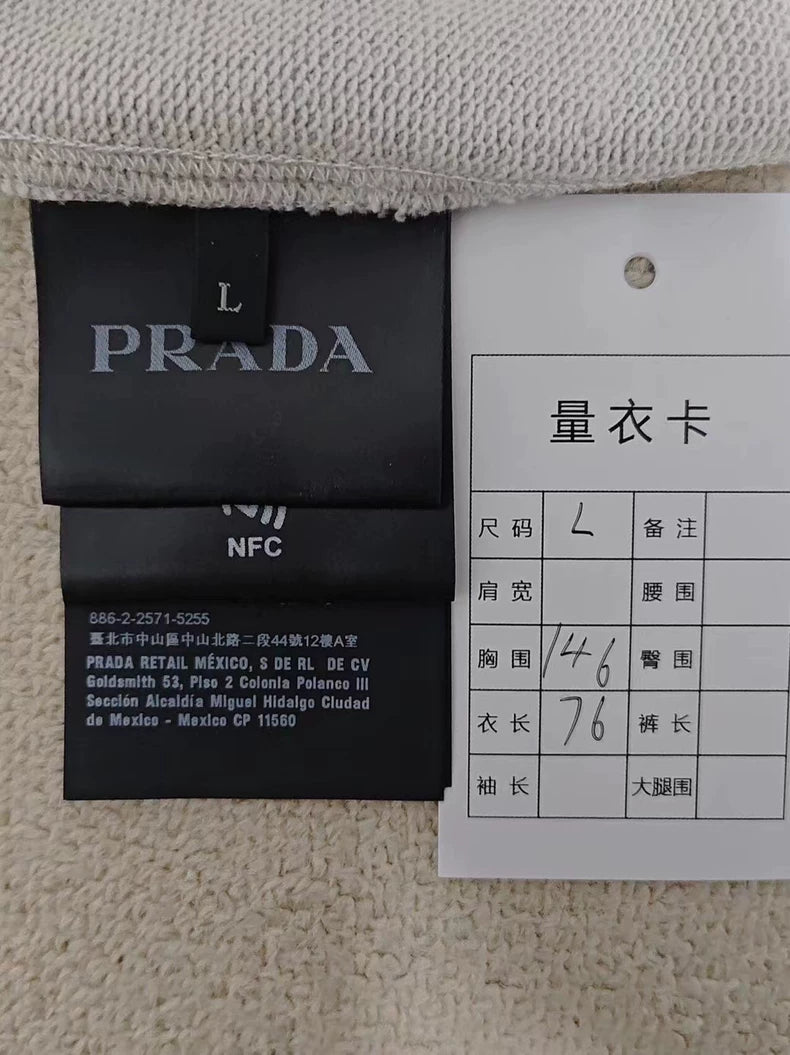 L
PRADA
NFC
886-2-2571-5255
臺北市中山區中山北路二段44號12樓A室
PRADA RETAIL MÉXICO, S DE RL DE CV
Goldsmith 53, Piso 2 Colonia Polanco III
Sección Alcaldía Miguel Hidalgo Ciudad
de Mexico - Mexico CP 11560
量衣卡
尺码 L 备注
肩宽 腰围
胸围 146 臀围
衣长 76 裤长
袖长 大腿围